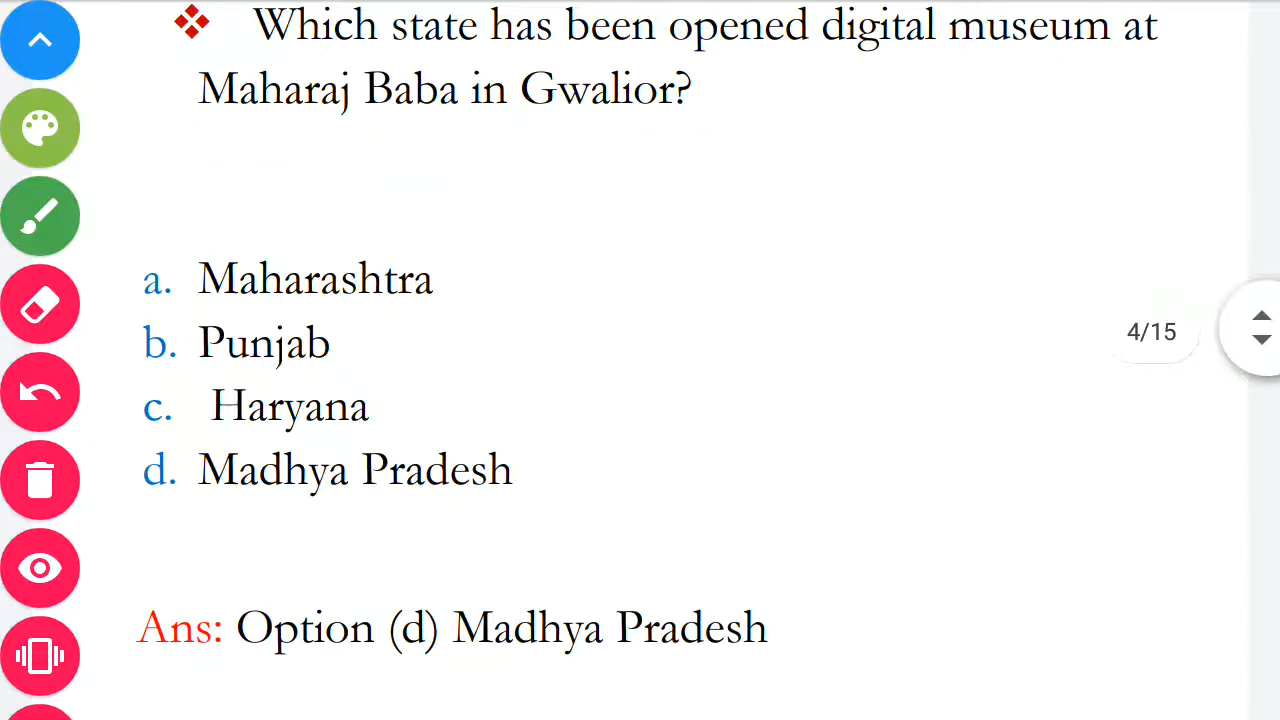 Which state has been opened digital museum at
Maharaj Baba in Gwalior?
a. Maharashtra
b. Punjab
c. Haryana
4/15
d. Madhya Pradesh
Ans: Option (d) Madhya Pradesh